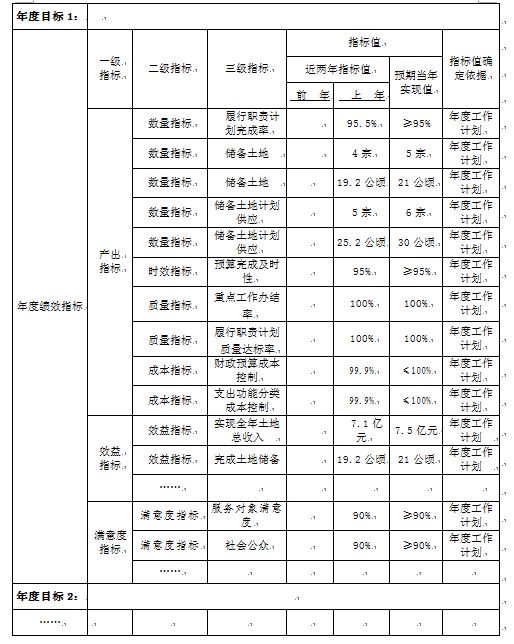 年度目标1：
指标值
一级指标
二级指标
三级指标
近两年指标值
预期当年实现值
指标值确定依据
前 年
上 年
年度绩效指标
产出指标
数量指标
履行职责计划完成率
95.5%
≥95%
年度工作计划
数量指标
储备土地
4宗
5宗
年度工作计划
数量指标
储备土地
19.2公顷
21公顷
年度工作计划
数量指标
储备土地计划供应
5宗
6宗
年度工作计划
数量指标
储备土地计划供应
25.2公顷
30公顷
年度工作计划
时效指标
预算完成及时性
95%
≥95%
年度工作计划
质量指标
重点工作办结率
100%
100%
年度工作计划
质量指标
履行职责计划质量达标率
100%
100%
年度工作计划
成本指标
财政预算成本控制
99.9%
≤100%
年度工作计划
成本指标
支出功能分类成本控制
99.9%
≤100%
年度工作计划
效益指标
效益指标
实现全年土地总收入
7.1亿元
7.5亿元
年度工作计划
效益指标
完成土地储备
19.2公顷
21公顷
年度工作计划
……
满意度指标
满意度指标
服务对象满意度
90%
≥90%
年度工作计划
满意度指标
社会公众
90%
≥90%
年度工作计划
……
年度目标2：
……